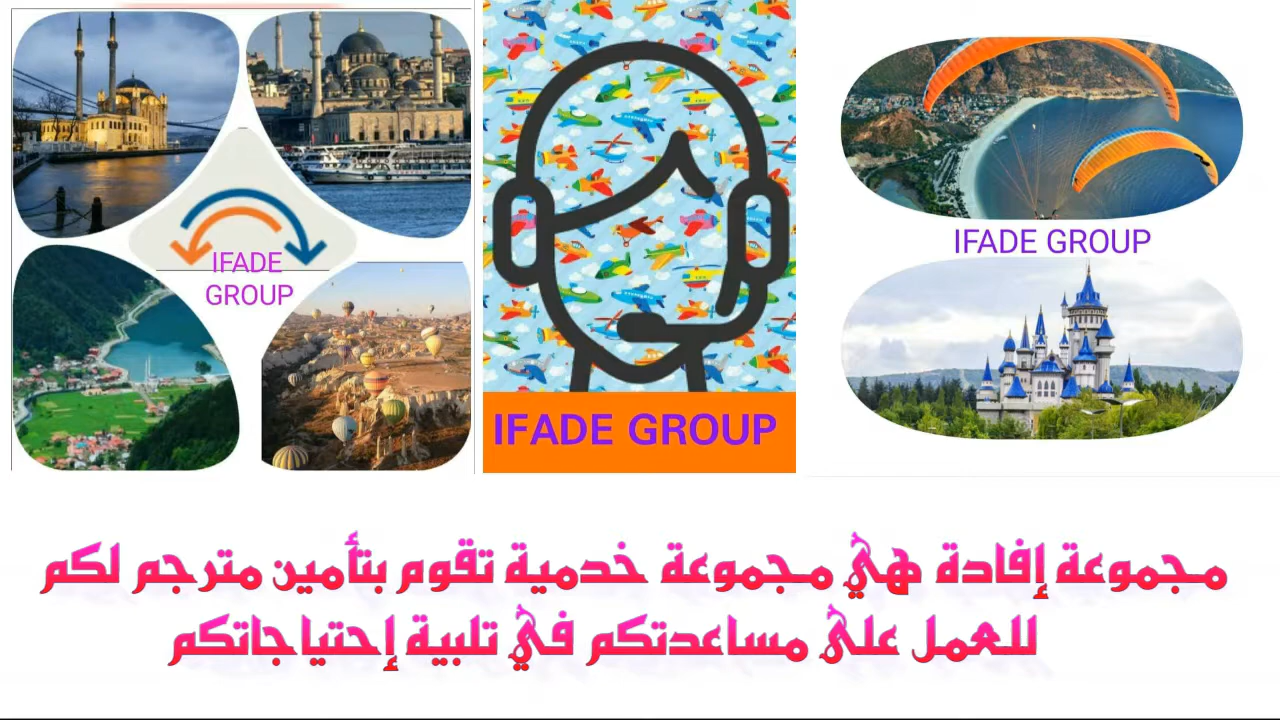 IFADE
GROUP
IFADE GROUP
IFADE GROUP
مجموعة إفادة هي مجموعة خدمية تقوم بتأمين مترجم لكم
للعمل على مساعدتكم في تلبية إحتياجاتكم